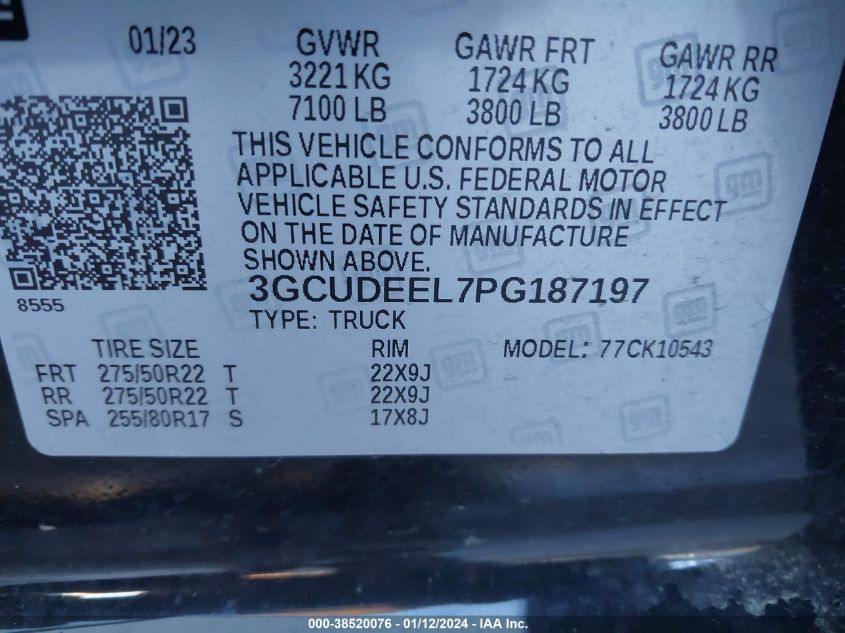 01/23 GVWR GAWR FRT GAWR RR
3221 KG 1724 KG 1724 KG
7100 LB 3800 LB 3800 LB
THIS VEHICLE CONFORMS TO ALL
APPLICABLE U.S. FEDERAL MOTOR
VEHICLE SAFETY STANDARDS IN EFFECT
ON THE DATE OF MANUFACTURE
SHOWN ABOVE.
8555 3GCUDEEL7PG187197
TYPE: TRUCK
TIRE SIZE RIM MODEL: 77CK10543
FRT 275/50R22 T 22X9J
RR 275/50R22 T 22X9J
SPA 255/80R17 S 17X8J
gm
000-38520076 - 01/12/2024 - IAA Inc.